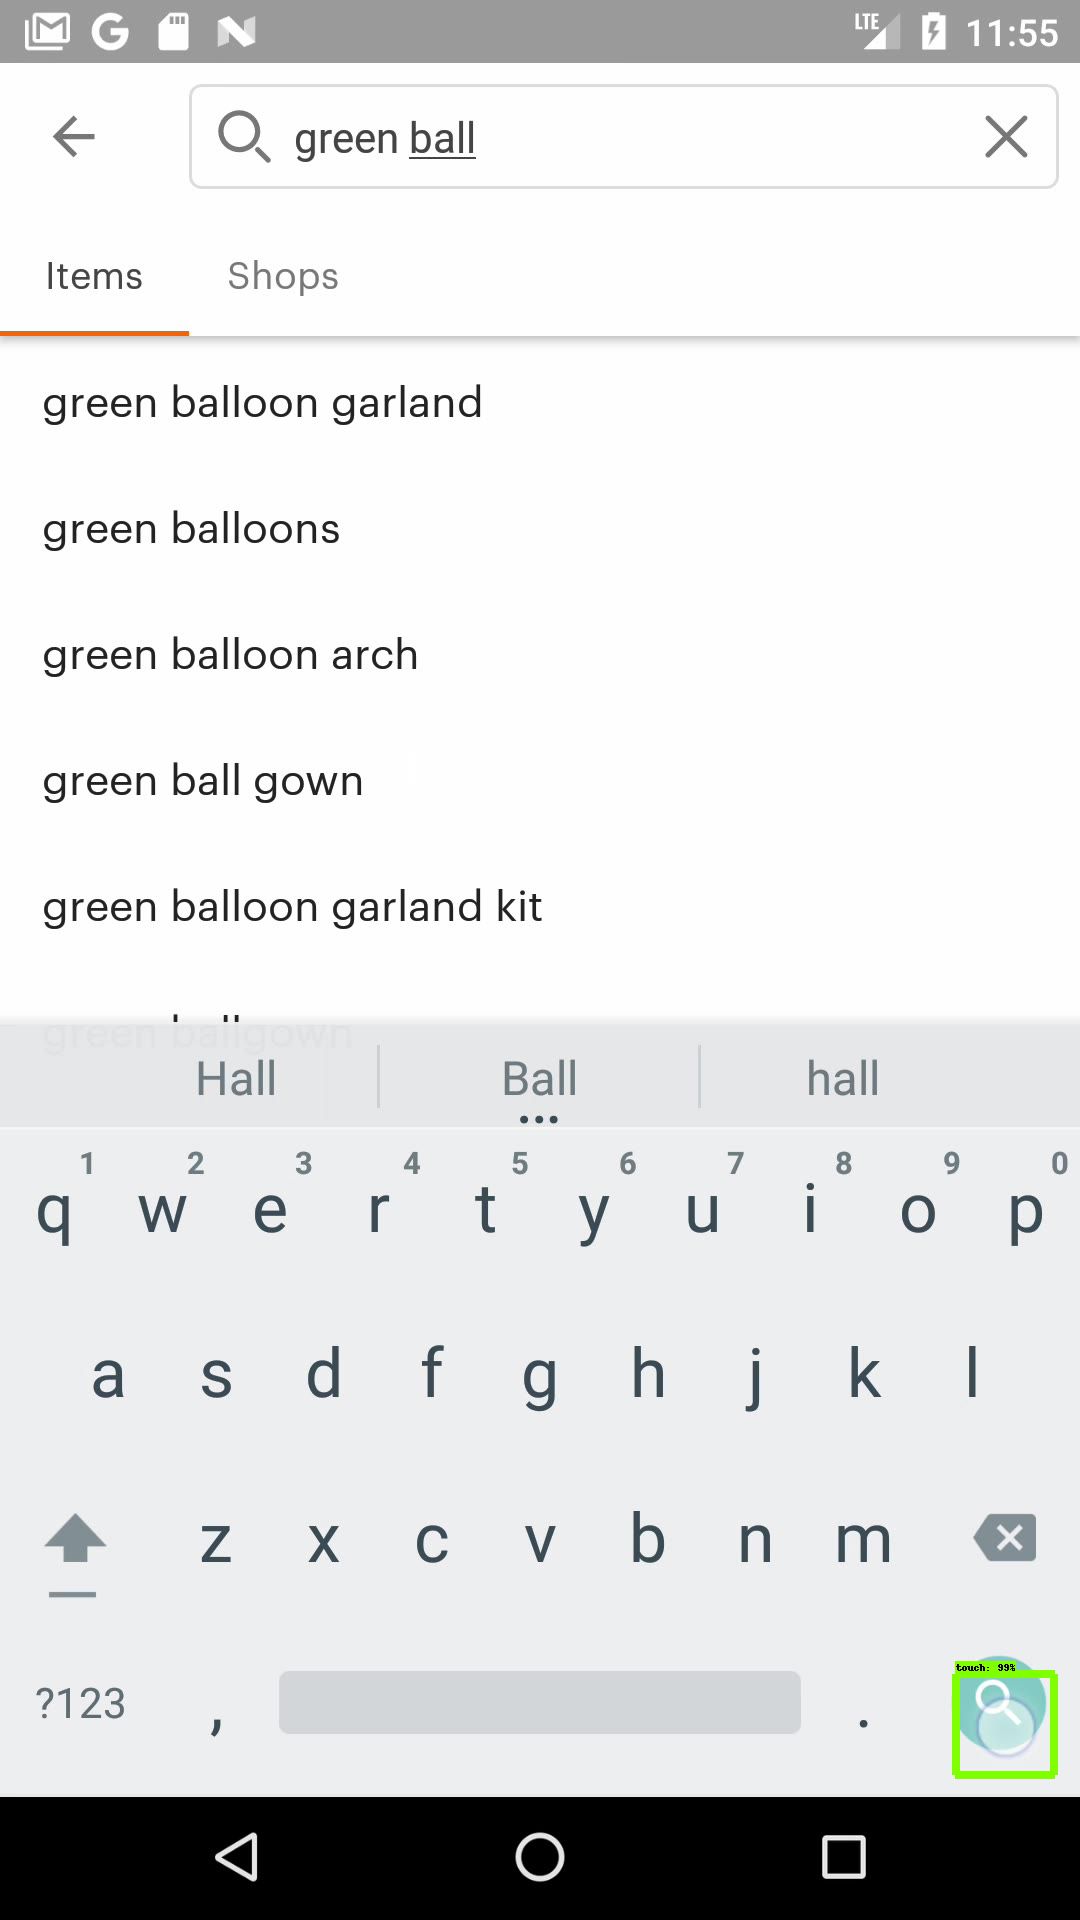 LTE 11:55
green ball
Items Shops
green balloon garland
green balloons
green balloon arch
green ball gown
green balloon garland kit
green ballgown
Hall Ball hall
1 2 3 4 5 6 7 8 9 0
q w e r t y u i o p
a s d f g h j k l
z x c v b n m
touch: 99%
?123 , .